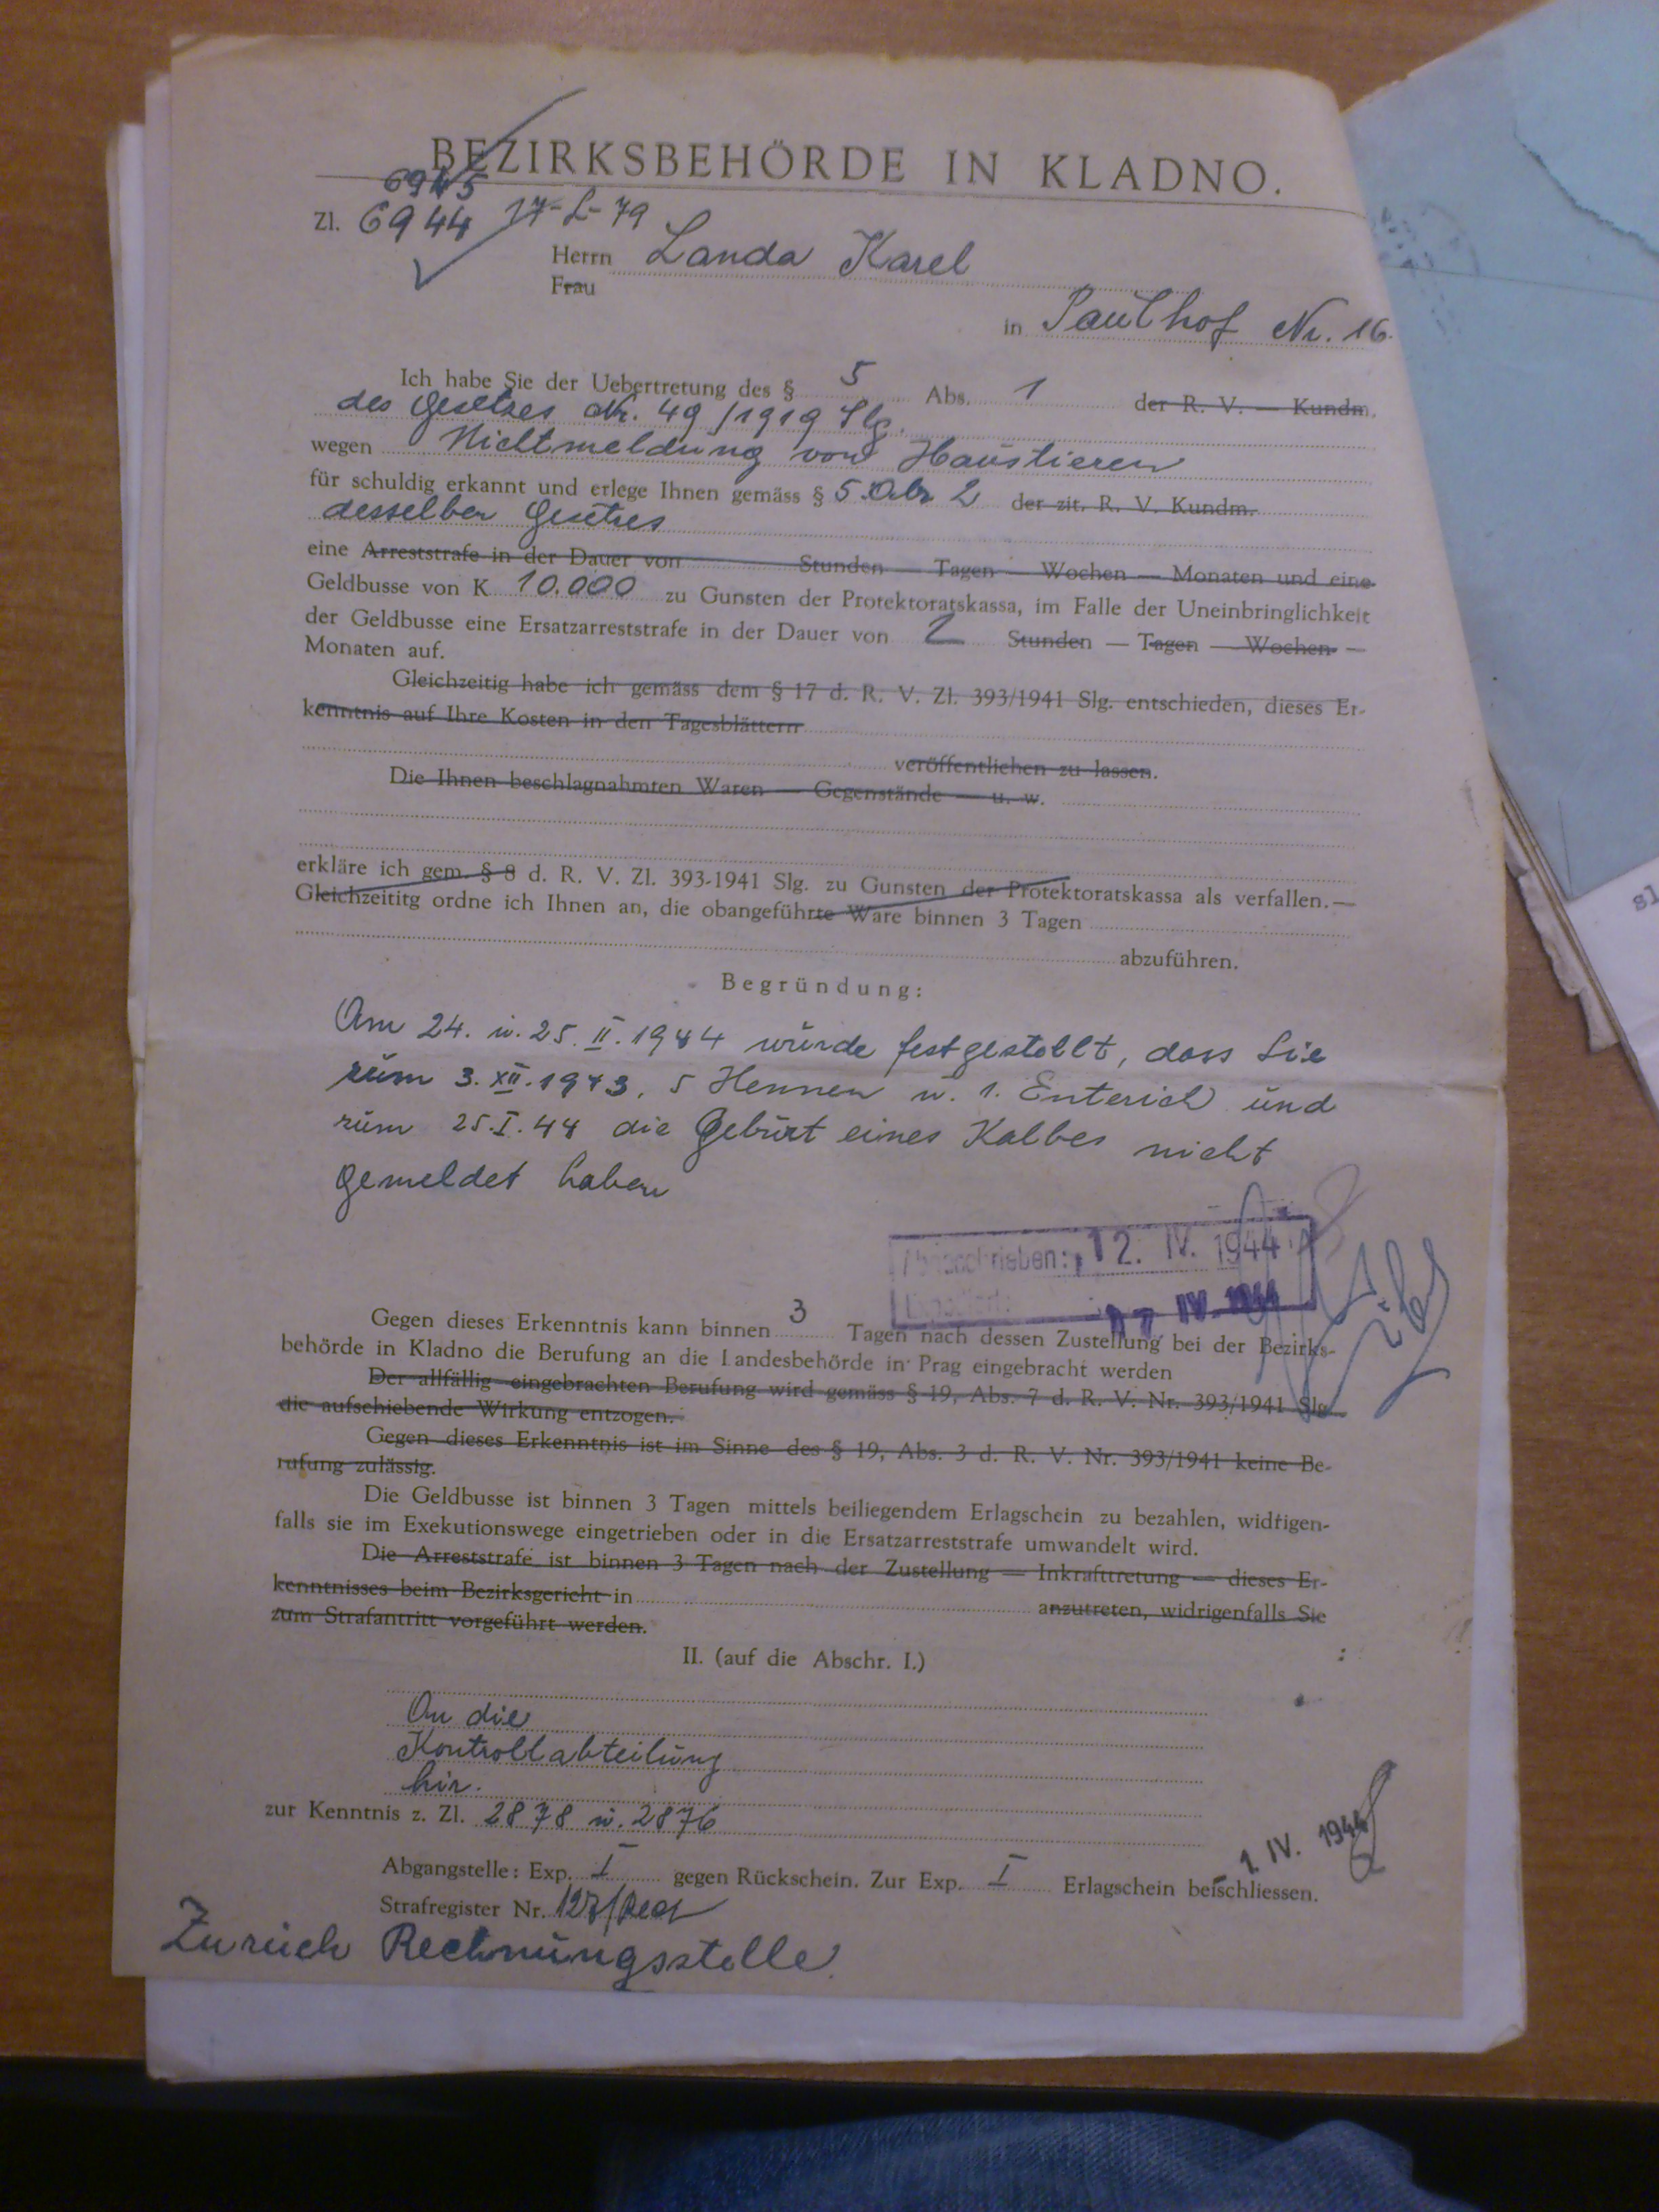 BEZIRKSBEHÖRDE IN KLADNO.
6945
Zl. 6944 17-L-79
Herrn Landa Karel
Frau
in Paulhof Nr. 16.
Ich habe Sie der Uebertretung des § 5 Abs. 1 der R. V. — Kundm.
des Gesetzes Nr. 49/1919 Slg.
wegen Nichtmeldung von Haustieren
für schuldig erkannt und erlege Ihnen gemäss § 5 Abs 2 der zit. R. V. Kundm.
desselben Gesetzes
eine Arreststrafe in der Dauer von Stunden — Tagen — Wochen — Monaten und eine
Geldbusse von K 10.000 zu Gunsten der Protektoratskassa, im Falle der Uneinbringlichkeit
der Geldbusse eine Ersatzarreststrafe in der Dauer von 2 Stunden — Tagen — Wochen —
Monaten auf.
Gleichzeitig habe ich gemäss dem § 17 d. R. V. Zl. 393/1941 Slg. entschieden, dieses Er-
kenntnis auf Ihre Kosten in den Tagesblättern
veröffentlichen zu lassen.
Die Ihnen beschlagnahmten Waren — Gegenstände — u. w.
erkläre ich gem. § 8 d. R. V. Zl. 393-1941 Slg. zu Gunsten der Protektoratskassa als verfallen.—
Gleichzeititg ordne ich Ihnen an, die obangeführte Ware binnen 3 Tagen
abzuführen.
Begründung:
Am 24. u. 25. II. 1944 wurde festgestellt, dass Sie
zum 3. XII. 1943, 5 Hennen u. 1. Enterich und
zum 25. I. 44 die Geburt eines Kalbes nicht
gemeldet haben
12. IV. 1944
IV. 1944
Gegen dieses Erkenntnis kann binnen 3 Tagen nach dessen Zustellung bei der Bezirks-
behörde in Kladno die Berufung an die Landesbehörde in Prag eingebracht werden
Der allfällig eingebrachten Berufung wird gemäss § 19, Abs. 7 d. R. V. Nr. 393/1941 Slg.
die aufschiebende Wirkung entzogen.
Gegen dieses Erkenntnis ist im Sinne des § 19, Abs. 3 d. R. V. Nr. 393/1941 keine Be-
rufung zulässig.
Die Geldbusse ist binnen 3 Tagen mittels beiliegendem Erlagschein zu bezahlen, widrigen-
falls sie im Exekutionswege eingetrieben oder in die Ersatzarreststrafe umwandelt wird.
Die Arreststrafe ist binnen 3 Tagen nach der Zustellung — Inkrafttretung — dieses Er-
kenntnisses beim Bezirksgericht in anzutreten, widrigenfalls Sie
zum Strafantritt vorgeführt werden.
II. (auf die Abschr. I.)
An die
Kontrollabteilung
hir.
zur Kenntnis z. Zl. 2878 u. 2876
1. IV. 1944
Abgangstelle: Exp. I gegen Rückschein. Zur Exp. I Erlagschein beischliessen.
Strafregister Nr.
Zurück Rechnungsstelle